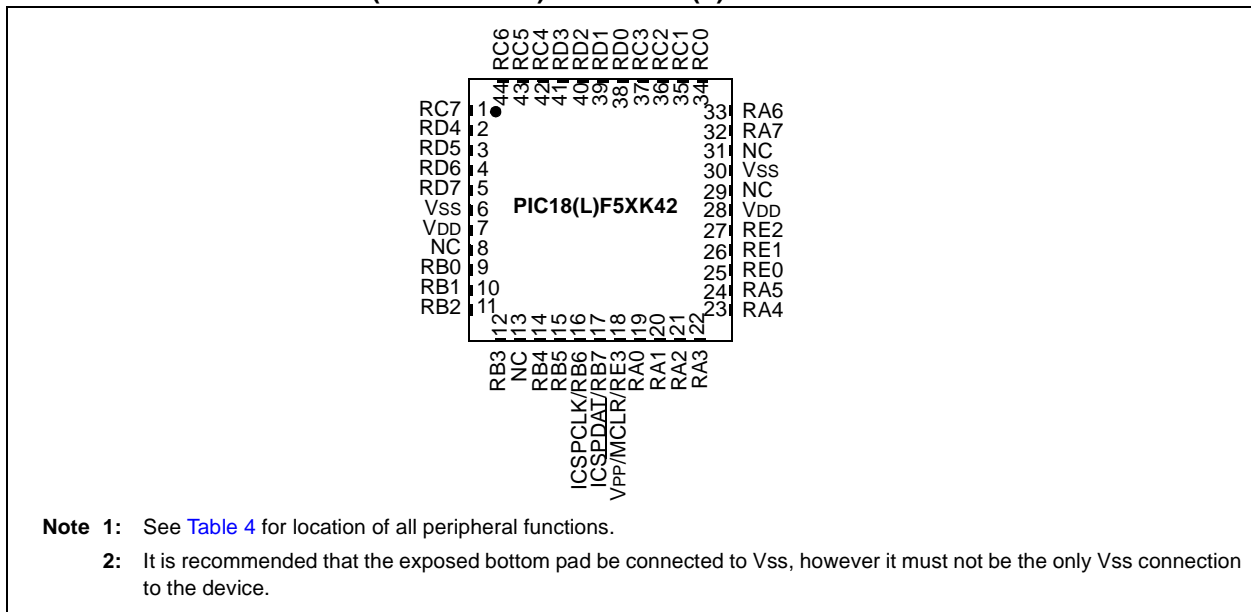 RC6
RC5
RC4
RD3
RD2
RD1
RD0
RC3
RC2
RC1
RC0
44
43
42
41
40
39
38
37
36
35
34
RC7 1
RD4 2
RD5 3
RD6 4
RD7 5
VSS 6
VDD 7
NC 8
RB0 9
RB1 10
RB2 11
PIC18(L)F5XK42
33 RA6
32 RA7
31 NC
30 VSS
29 NC
28 VDD
27 RE2
26 RE1
25 RE0
24 RA5
23 RA4
12
13
14
15
16
17
18
19
20
21
22
RB3
NC
RB4
RB5
ICSPCLK/RB6
ICSPDAT/RB7
VPP/MCLR/RE3
RA0
RA1
RA2
RA3
Note 1: See Table 4 for location of all peripheral functions.
2: It is recommended that the exposed bottom pad be connected to Vss, however it must not be the only Vss connection
to the device.